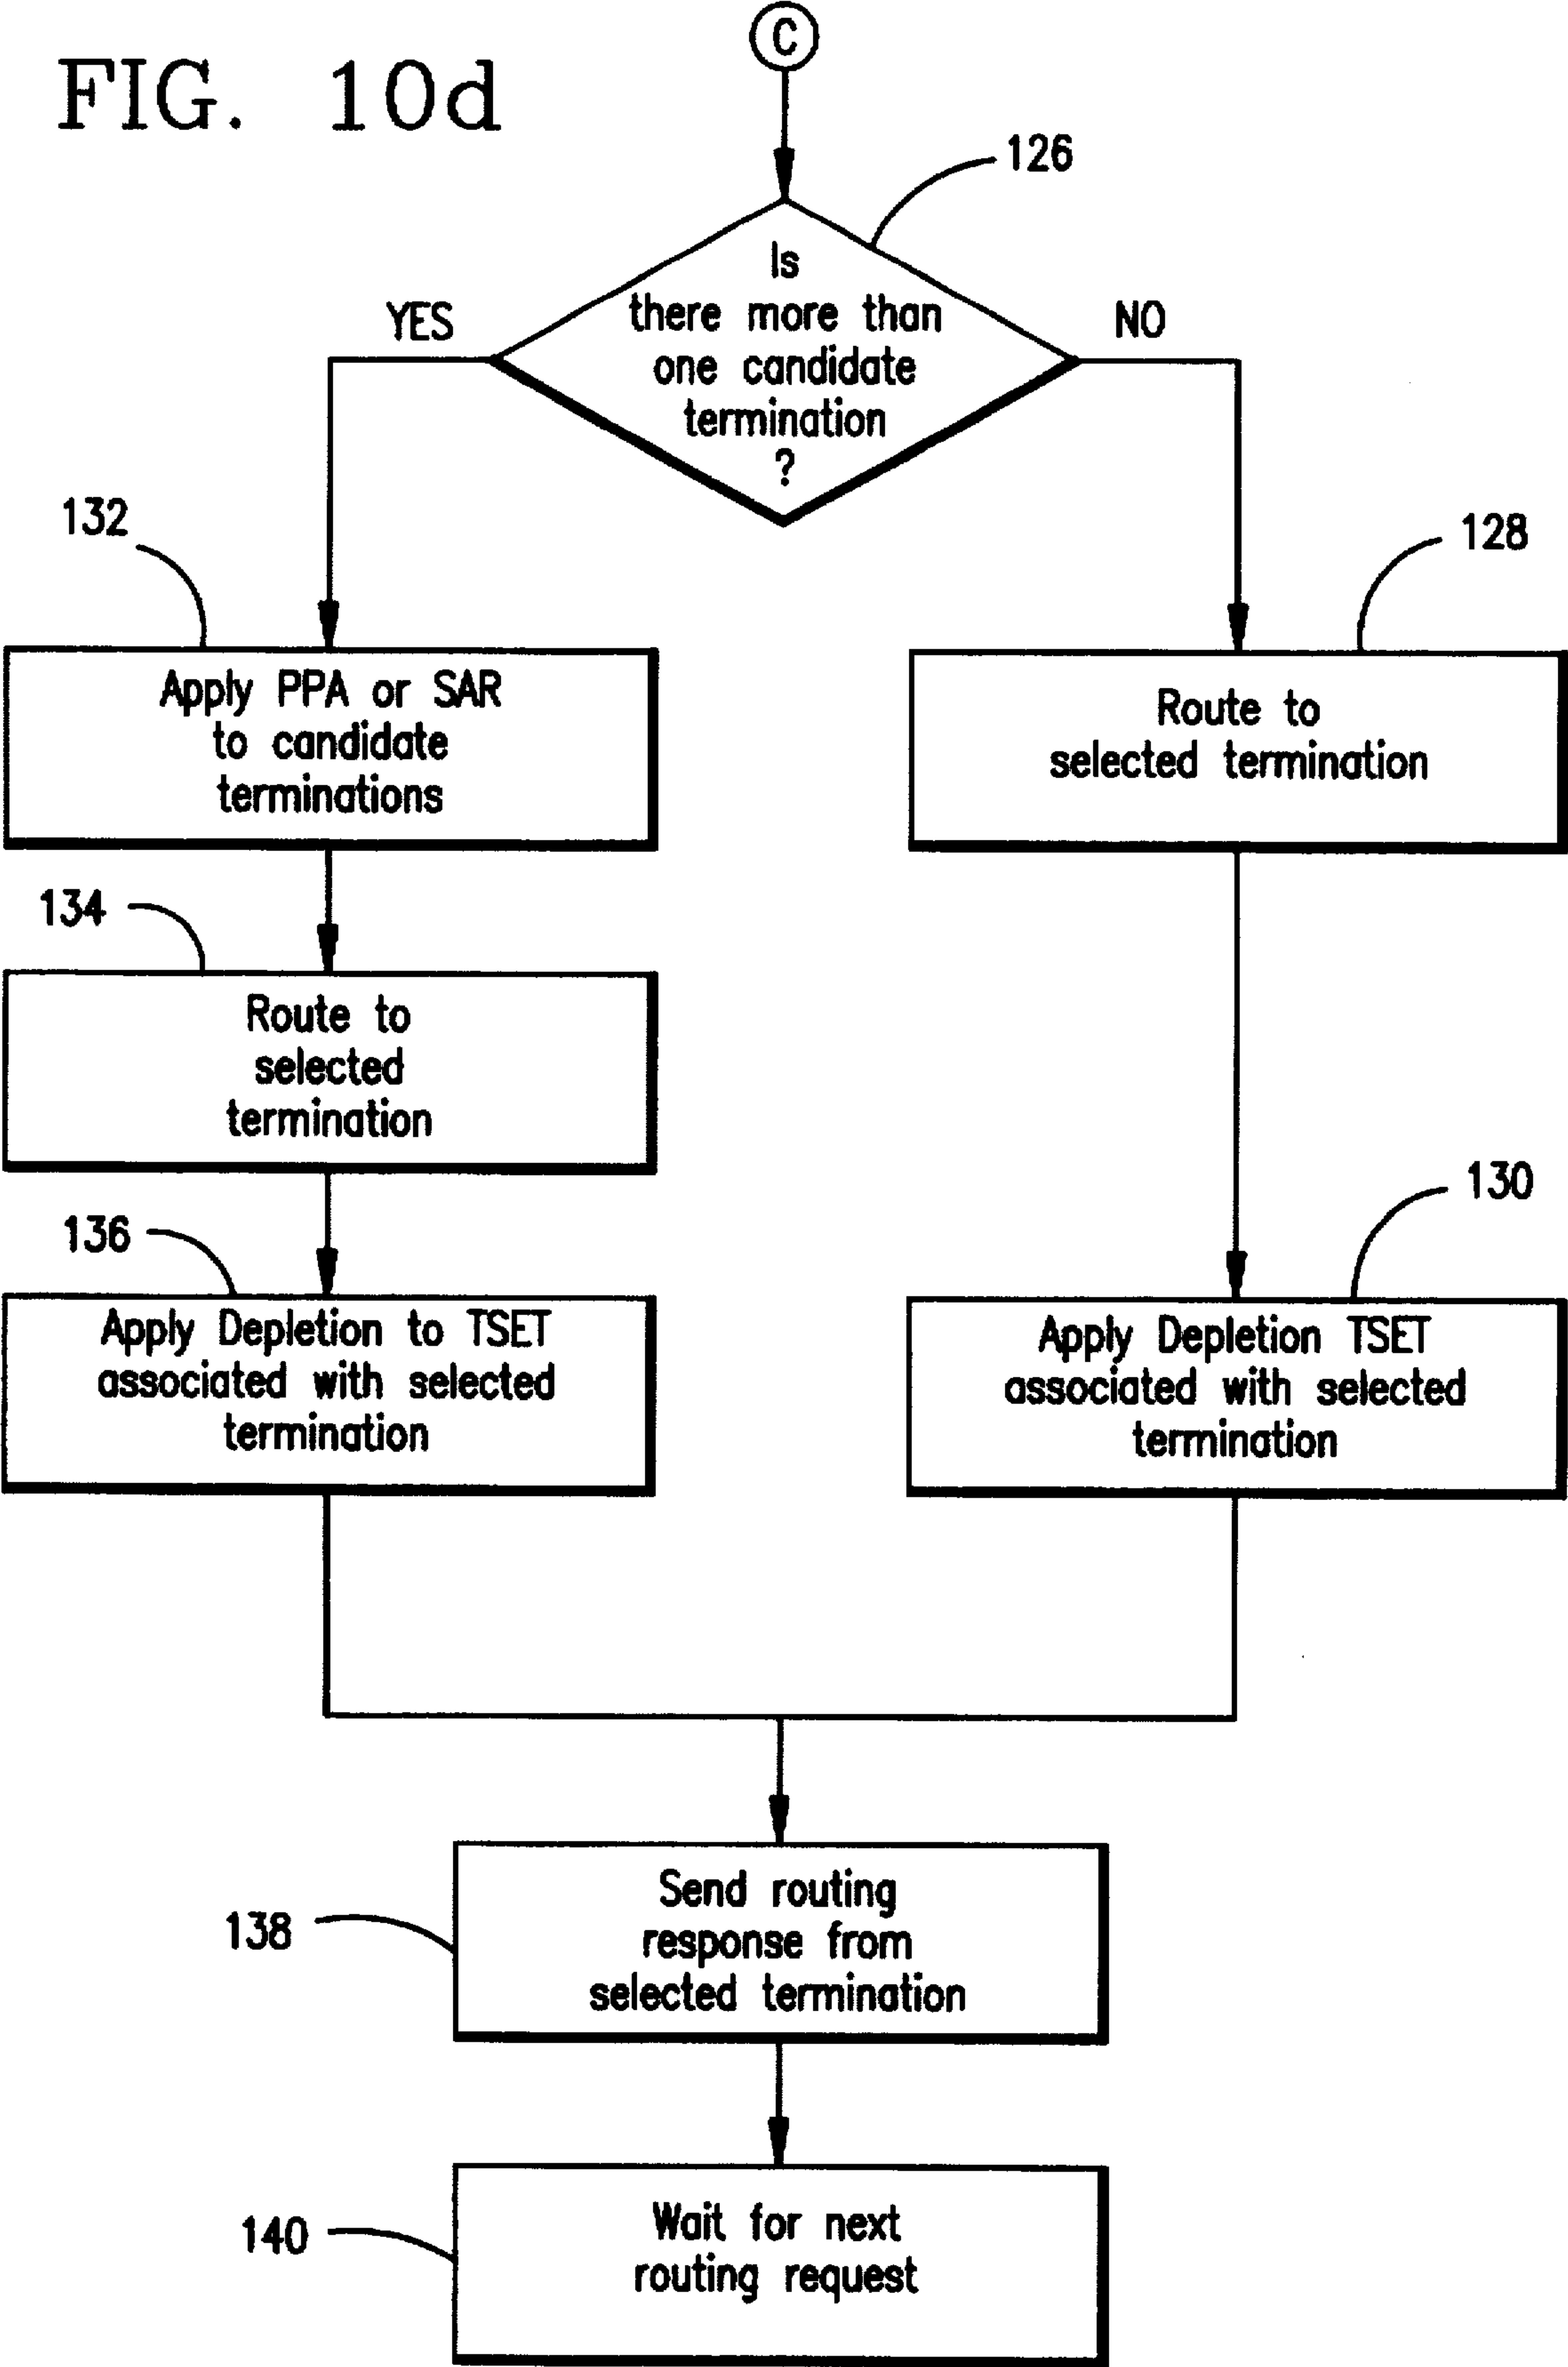 FIG. 10d
C
126
Is
there more than
one candidate
termination
?
YES
NO
132
Apply PPA or SAR
to candidate
terminations
128
Route to
selected termination
134
Route to
selected
termination
136
Apply Depletion to TSET
associated with selected
termination
130
Apply Depletion TSET
associated with selected
termination
138
Send routing
response from
selected termination
140
Wait for next
routing request